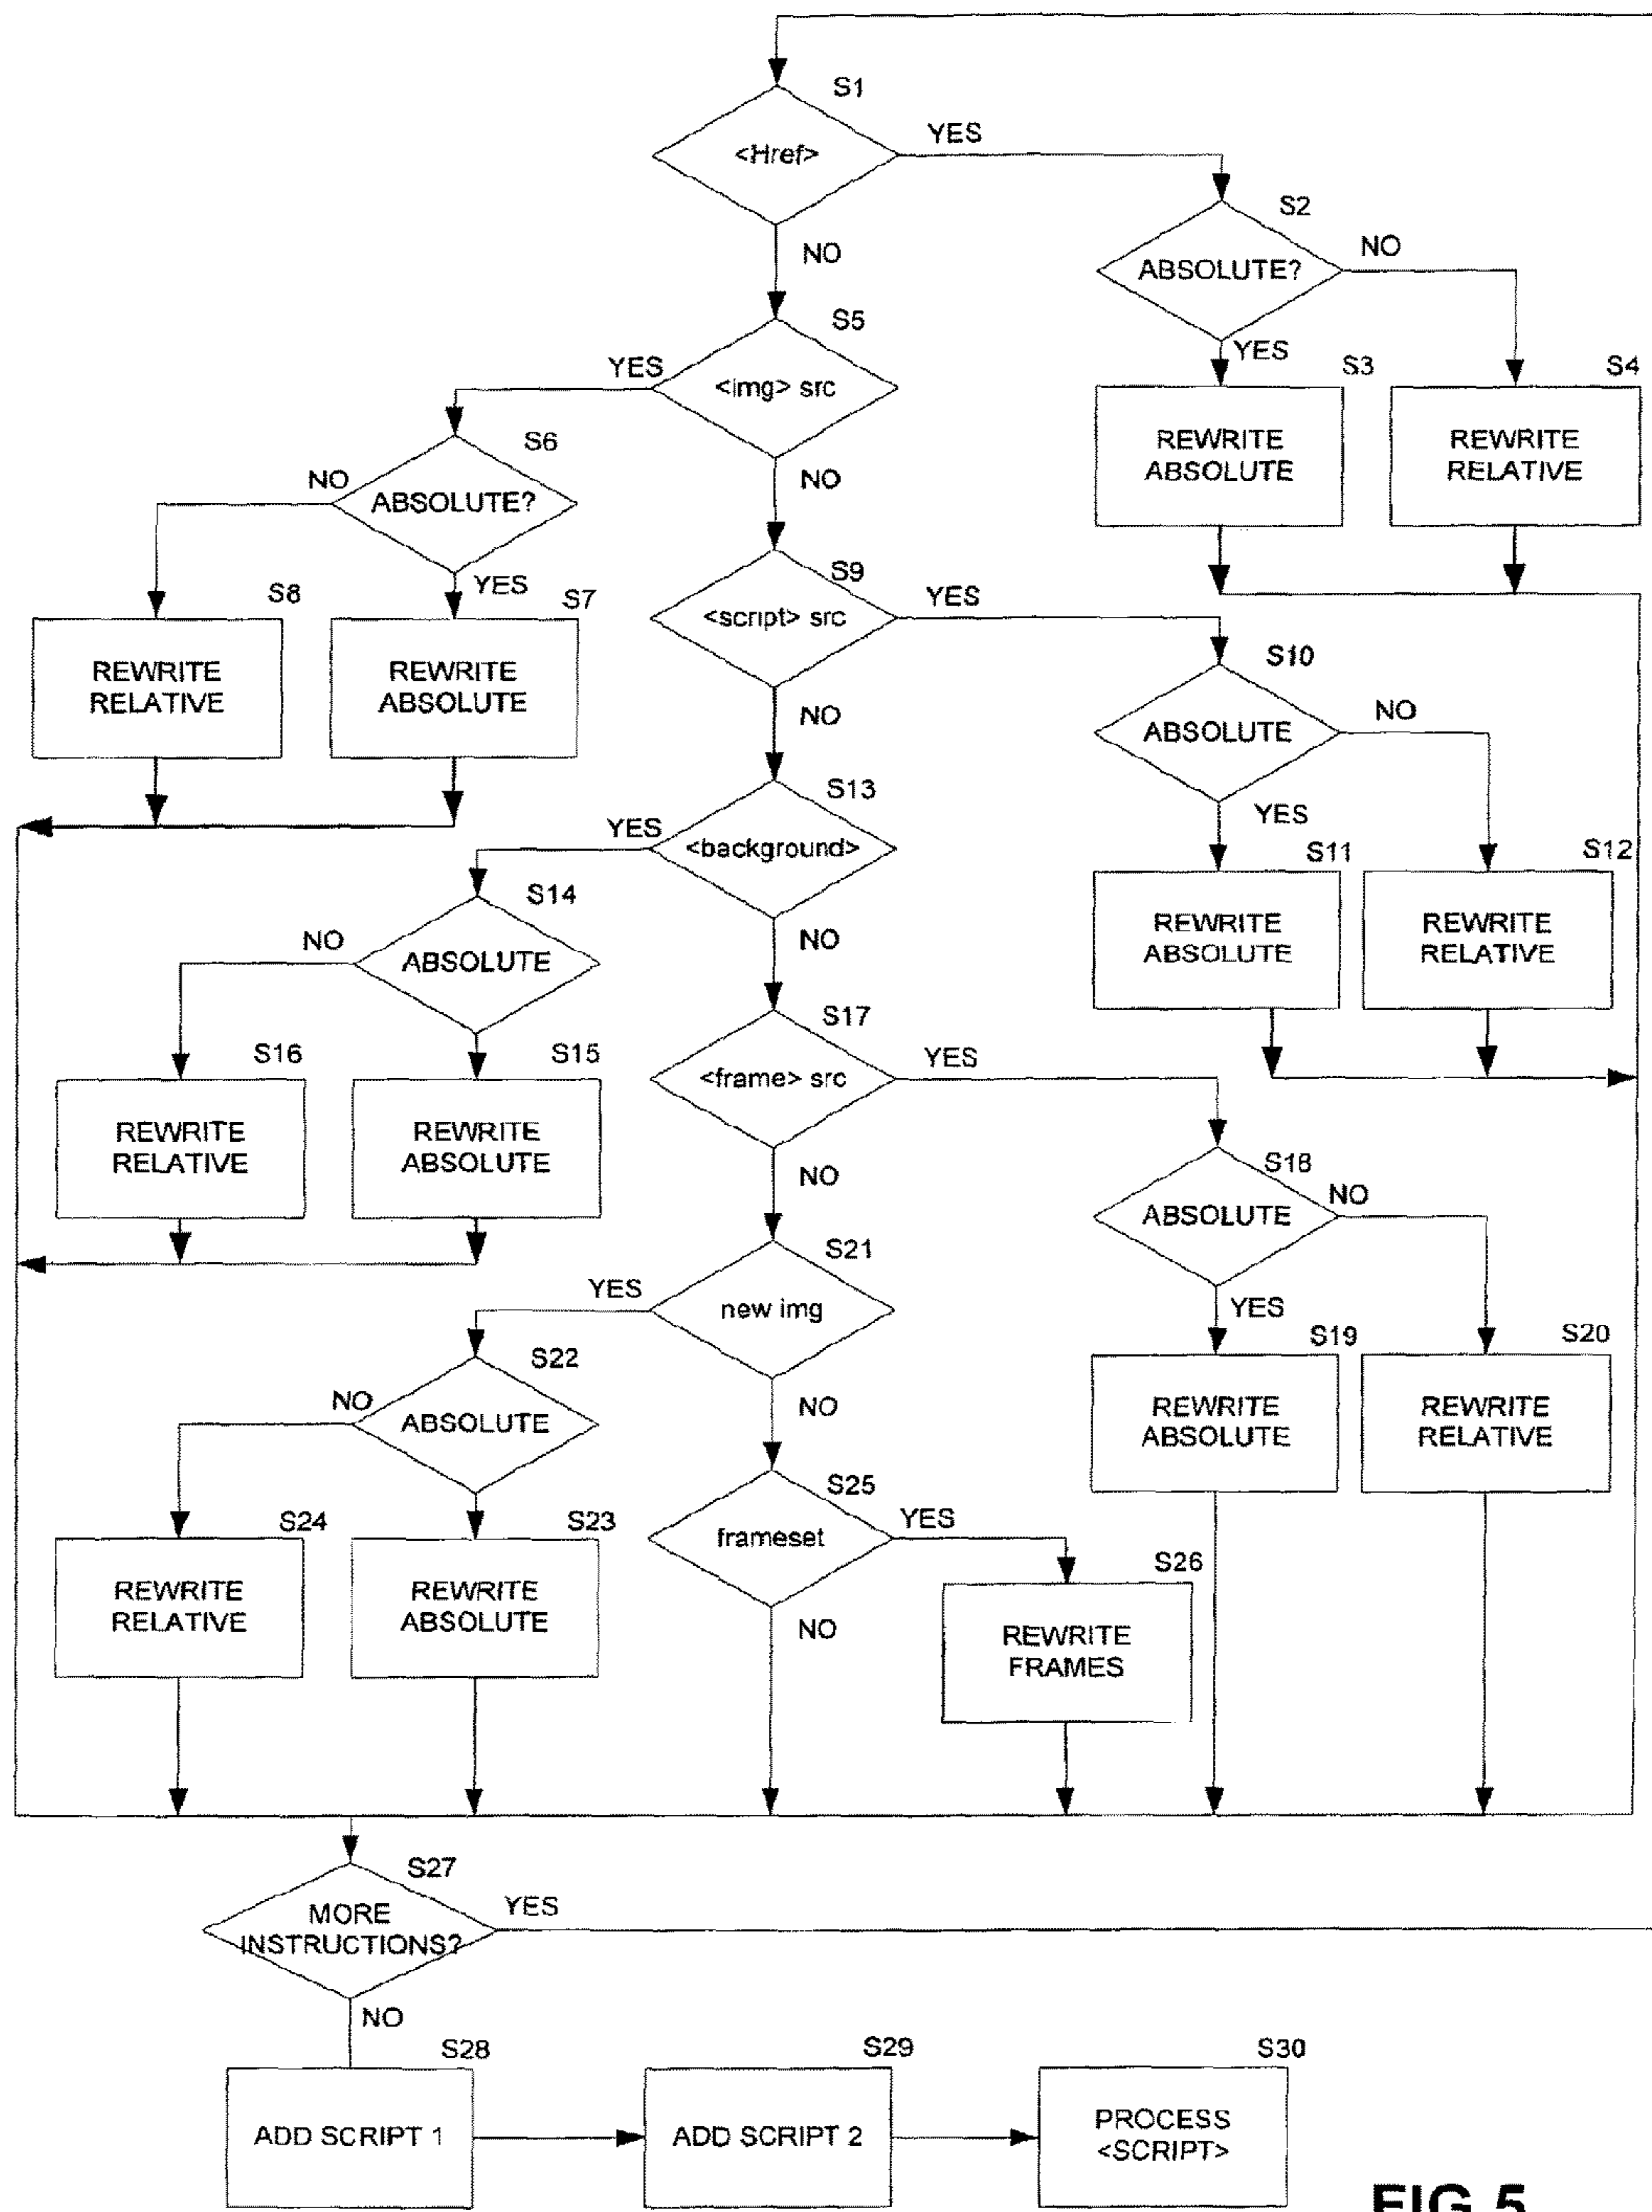 S1
<Href>
YES
NO
S2
ABSOLUTE?
NO
YES
S3
REWRITE
ABSOLUTE
S4
REWRITE
RELATIVE
S5
<img> src
YES
NO
S6
ABSOLUTE?
NO
YES
S8
REWRITE
RELATIVE
S7
REWRITE
ABSOLUTE
S9
<script> src
YES
NO
S10
ABSOLUTE
NO
YES
S11
REWRITE
ABSOLUTE
S12
REWRITE
RELATIVE
S13
<background>
YES
NO
S14
ABSOLUTE
NO
S16
REWRITE
RELATIVE
S15
REWRITE
ABSOLUTE
S17
<frame> src
YES
NO
S18
ABSOLUTE
NO
YES
S19
REWRITE
ABSOLUTE
S20
REWRITE
RELATIVE
S21
new img
YES
NO
S22
ABSOLUTE
NO
S24
REWRITE
RELATIVE
S23
REWRITE
ABSOLUTE
S25
frameset
YES
NO
S26
REWRITE
FRAMES
S27
MORE
INSTRUCTIONS?
YES
NO
S28
ADD SCRIPT 1
S29
ADD SCRIPT 2
S30
PROCESS
<SCRIPT>
FIG 5